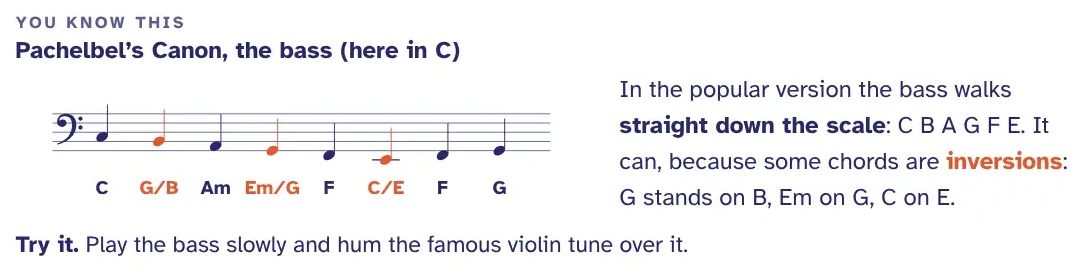 YOU KNOW THIS
Pachelbel’s Canon, the bass (here in C)
C G/B Am Em/G F C/E F G
In the popular version the bass walks
straight down the scale: C B A G F E. It
can, because some chords are inversions:
G stands on B, Em on G, C on E.
Try it. Play the bass slowly and hum the famous violin tune over it.